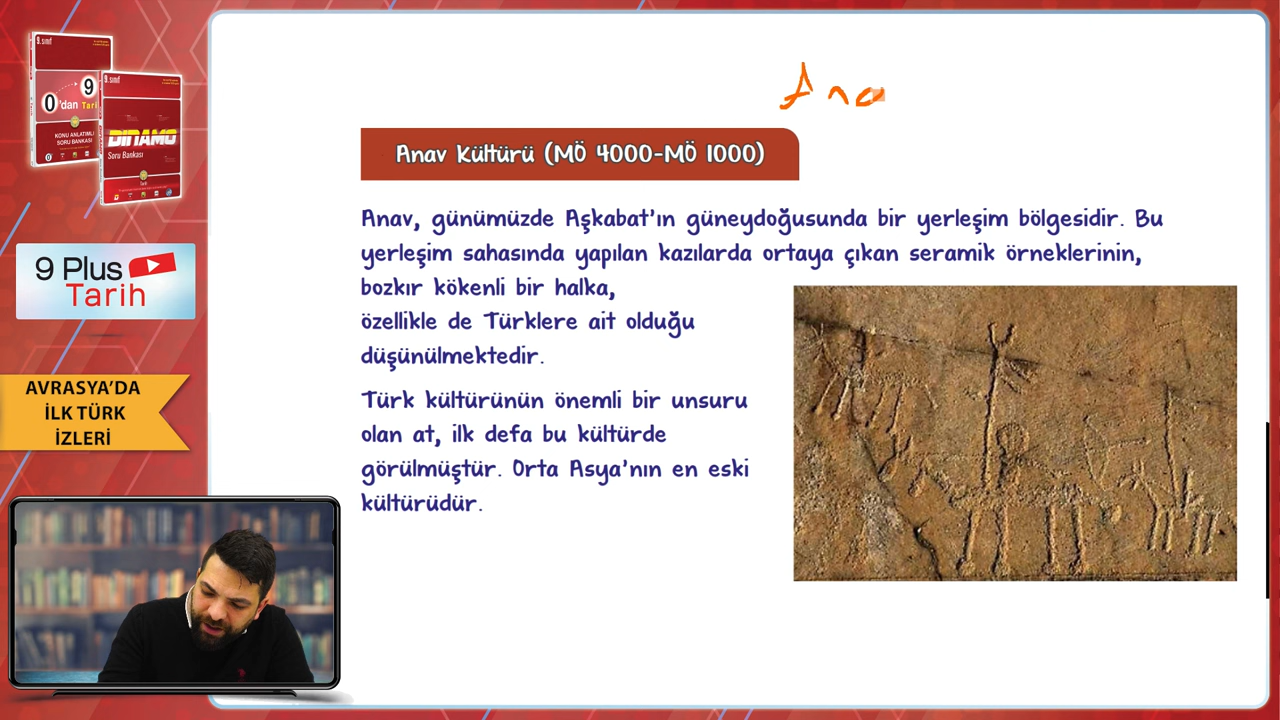 Ana
Anav Kültürü (MÖ 4000-MÖ 1000)
Anav, günümüzde Aşkabat'ın güneydoğusunda bir yerleşim bölgesidir. Bu
yerleşim sahasında yapılan kazılarda ortaya çıkan seramik örneklerinin,
bozkır kökenli bir halka,
özellikle de Türklere ait olduğu
düşünülmektedir.
Türk kültürünün önemli bir unsuru
olan at, ilk defa bu kültürde
görülmüştür. Orta Asya'nın en eski
kültürüdür.
9.sınıf
0'dan 9
Tarih
KONU ANLATIMLI
SORU BANKASI
9.sınıf
DİNAMO
Soru Bankası
Tarih
9 Plus
Tarih
AVRASYA'DA
İLK TÜRK
İZLERİ